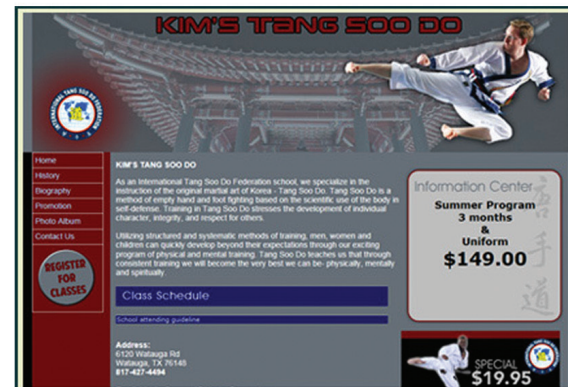 KIM'S TANG SOO DO
INTERNATIONAL TANG SOO DO FEDERATION
Home
History
Biography
Promotion
Photo Album
Contact Us
REGISTER
FOR
CLASSES
KIM'S TANG SOO DO
As an International Tang Soo Do Federation school, we specialize in the
instruction of the original martial art of Korea - Tang Soo Do. Tang Soo Do is a
method of empty hand and foot fighting based on the scientific use of the body in
self-defense. Training in Tang Soo Do stresses the development of individual
character, integrity, and respect for others.
Utilizing structured and systematic methods of training, men, women and
children can quickly develop beyond their expectations through our exciting
program of physical and mental training. Tang Soo Do teaches us that through
consistent training we will become the very best we can be- physically, mentally
and spiritually.
Class Schedule
School attending guideline
Address:
6120 Watauga Rd
Watauga, TX 76148
817-427-4494
Information Center
Summer Program
3 months
&
Uniform
$149.00
手
道
SPECIAL
$19.95